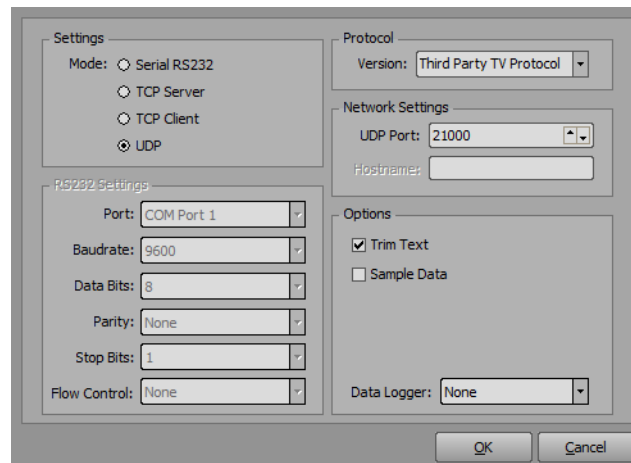 Settings
Mode: Serial RS232
TCP Server
TCP Client
UDP
RS232 Settings
Port: COM Port 1
Baudrate: 9600
Data Bits: 8
Parity: None
Stop Bits: 1
Flow Control: None
Protocol
Version: Third Party TV Protocol
Network Settings
UDP Port: 21000
Hostname:
Options
Trim Text
Sample Data
Data Logger: None
OK
Cancel